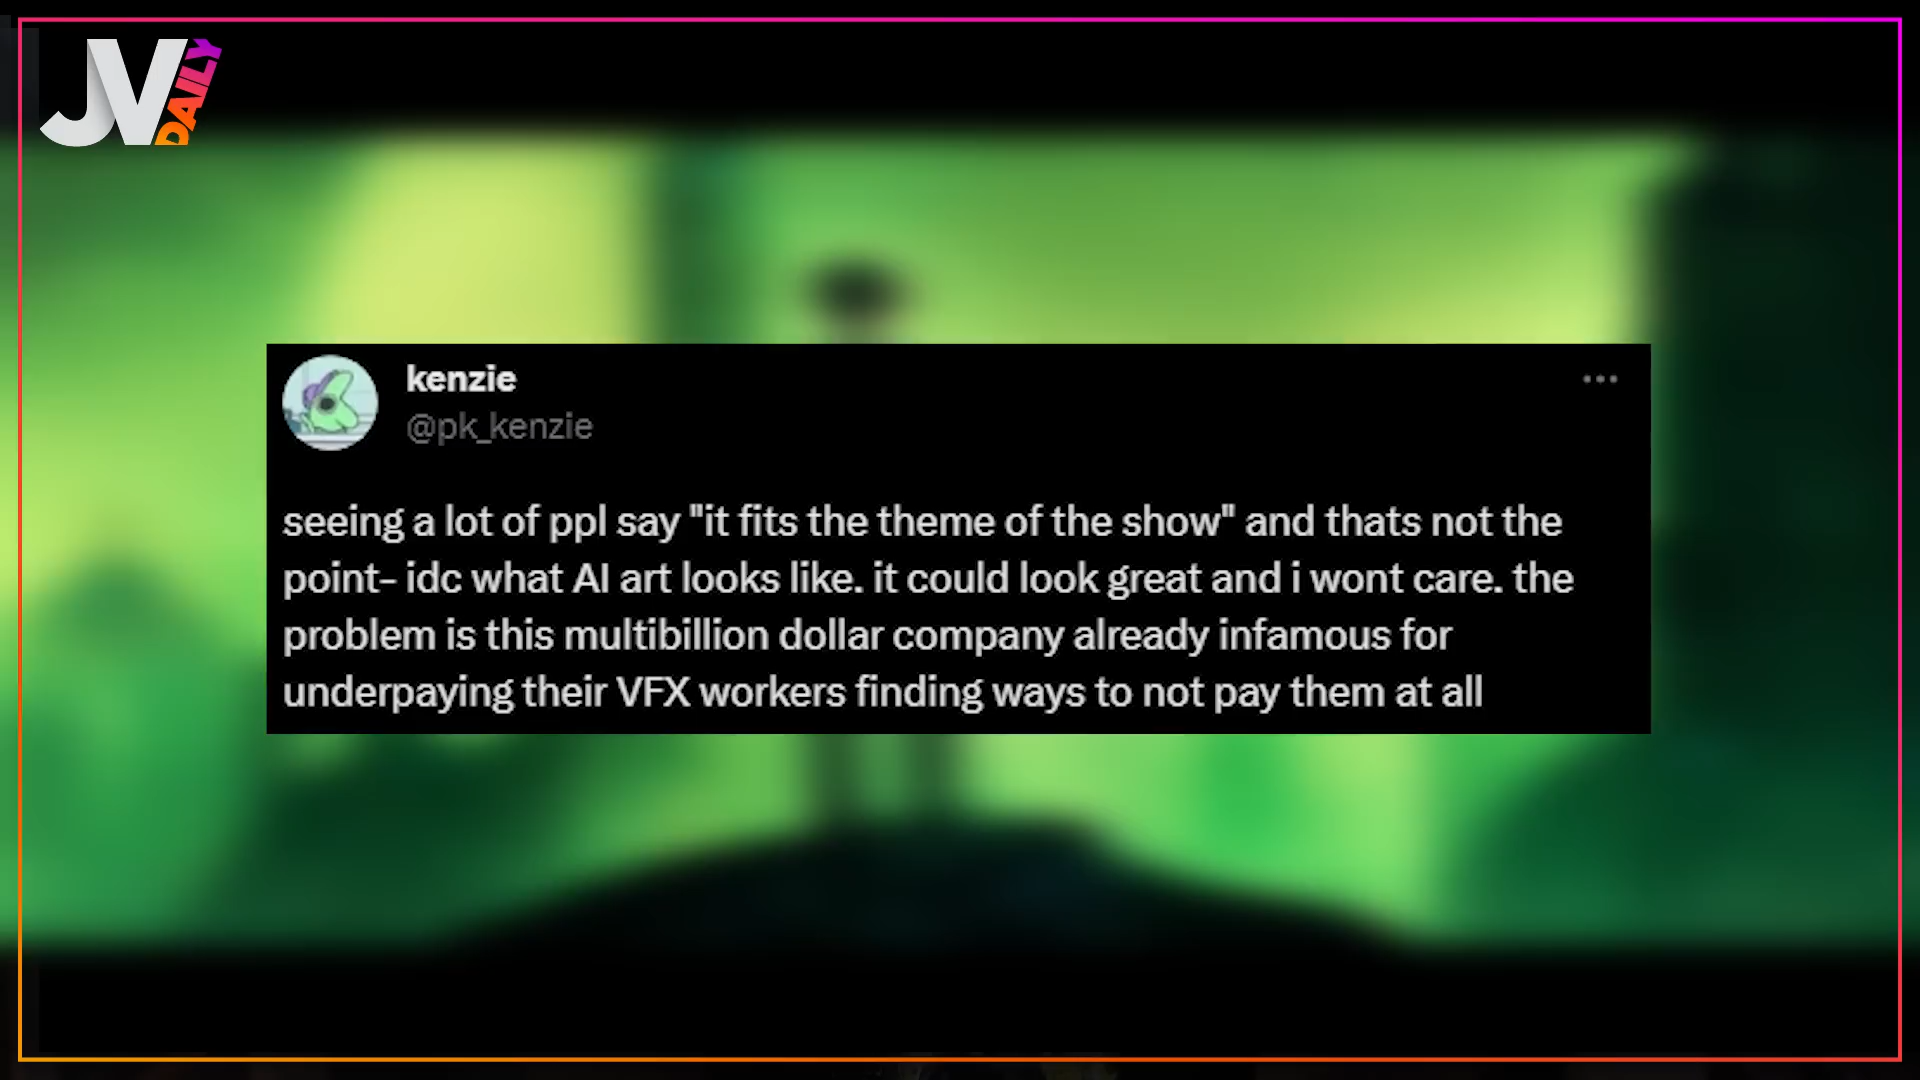 JV
DAILY
kenzie
@pk_kenzie
seeing a lot of ppl say "it fits the theme of the show" and thats not the
point- idc what AI art looks like. it could look great and i wont care. the
problem is this multibillion dollar company already infamous for
underpaying their VFX workers finding ways to not pay them at all